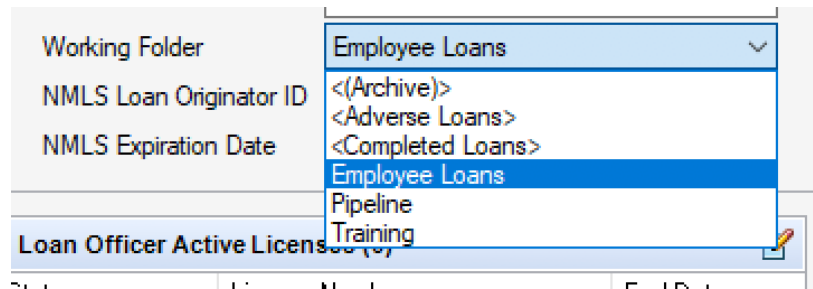 Working Folder
Employee Loans
NMLS Loan Originator ID
<(Archive)>
<Adverse Loans>
NMLS Expiration Date
<Completed Loans>
Employee Loans
Pipeline
Training
Loan Officer Active